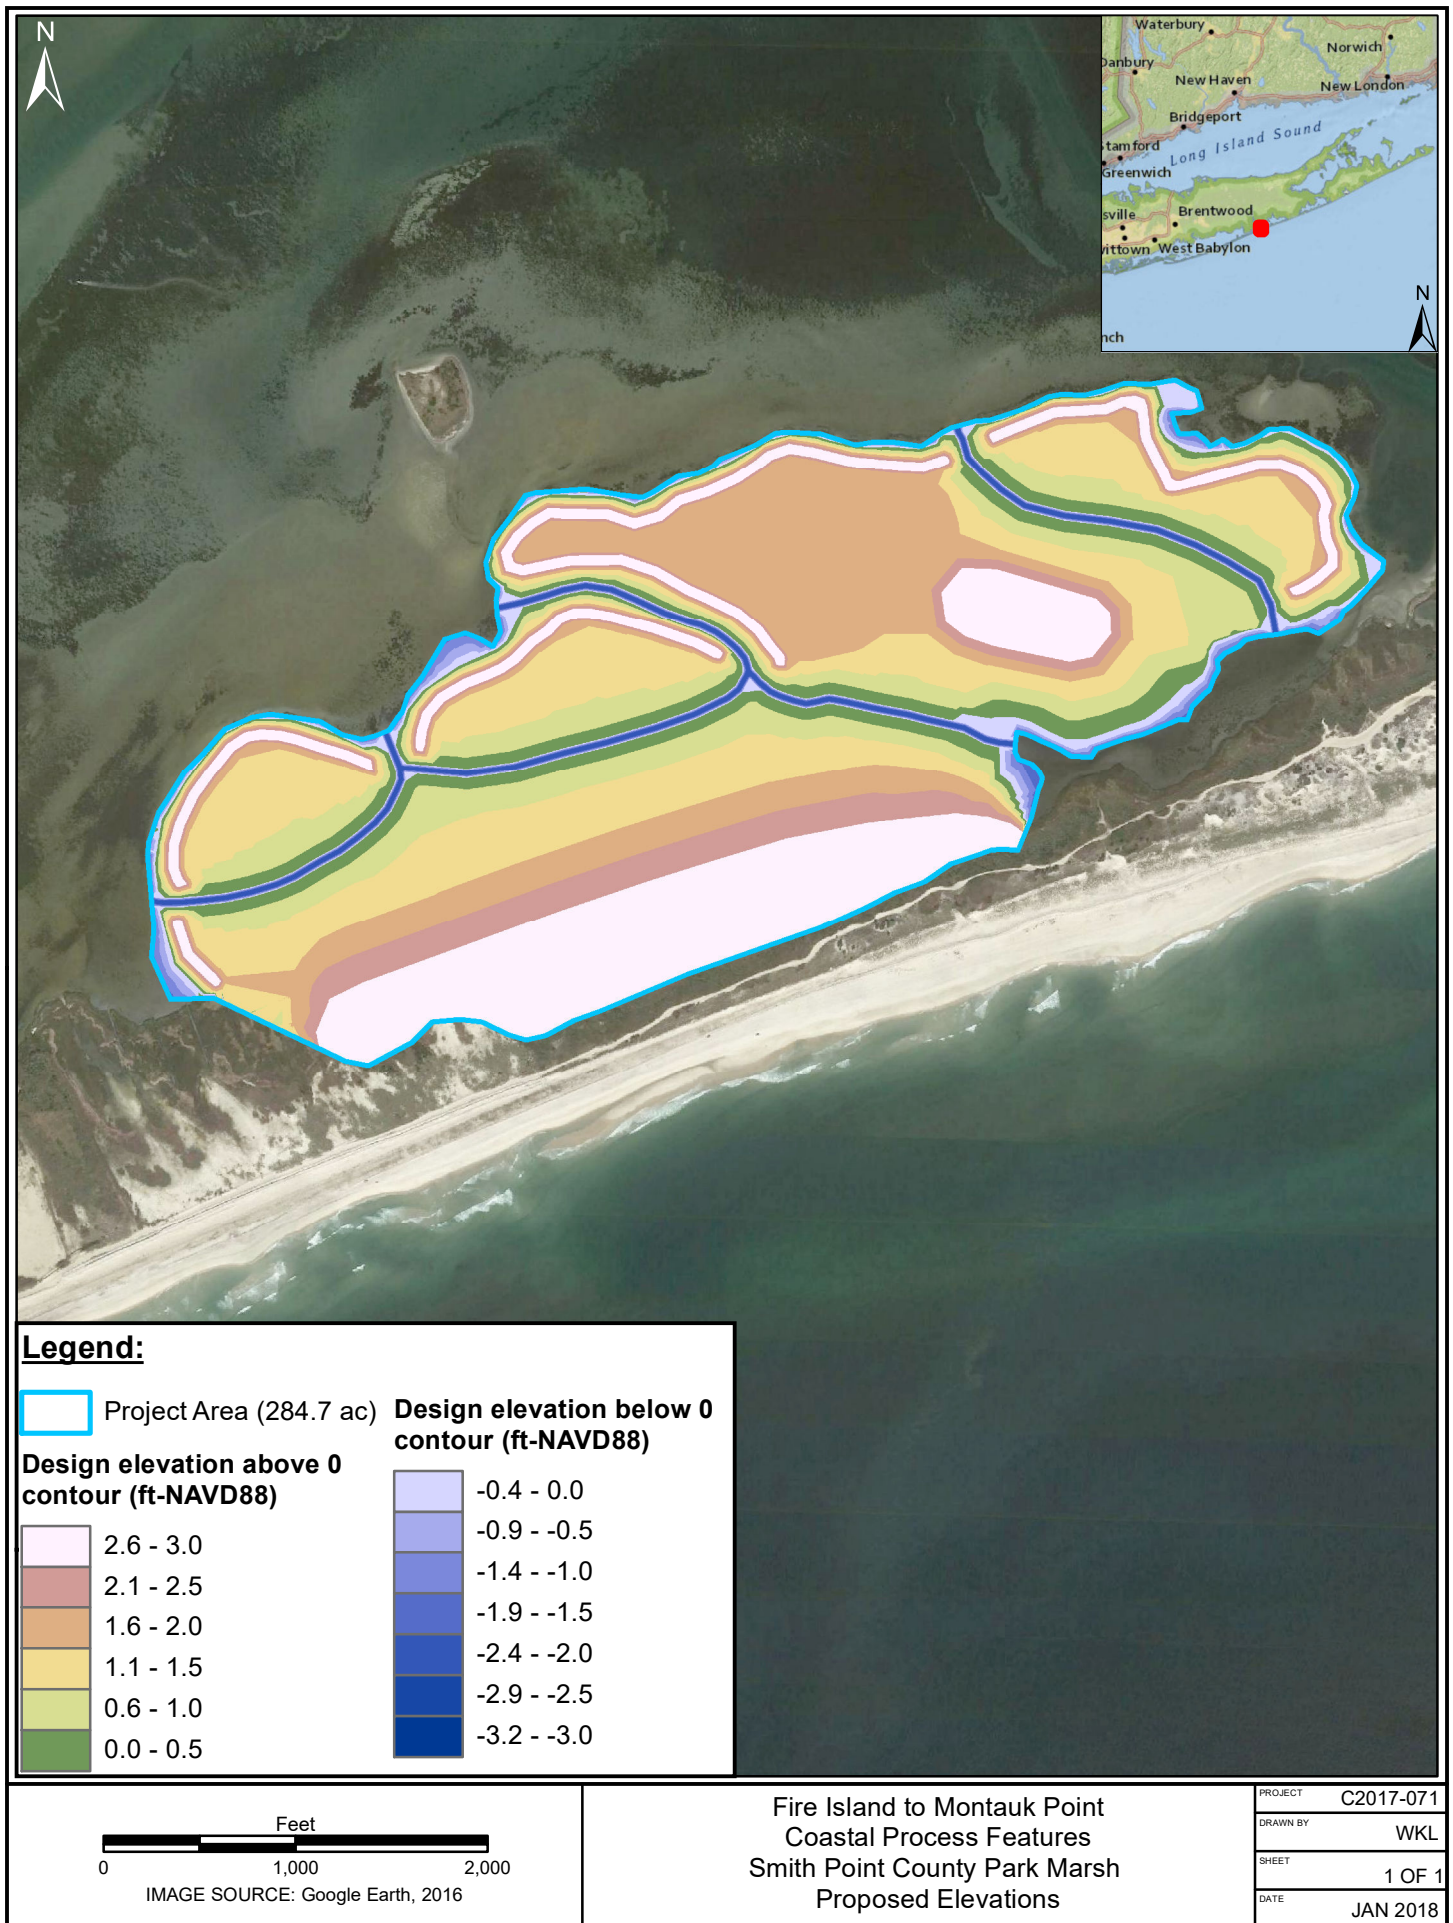 N
Waterbury
Danbury
Norwich
New Haven
New London
Bridgeport
Stamford
Long Island Sound
Greenwich
sville
Brentwood
vittown
West Babylon
N
nch
Legend:
Project Area (284.7 ac)
Design elevation above 0
contour (ft-NAVD88)
2.6 - 3.0
2.1 - 2.5
1.6 - 2.0
1.1 - 1.5
0.6 - 1.0
0.0 - 0.5
Design elevation below 0
contour (ft-NAVD88)
-0.4 - 0.0
-0.9 - -0.5
-1.4 - -1.0
-1.9 - -1.5
-2.4 - -2.0
-2.9 - -2.5
-3.2 - -3.0
Feet
0 1,000 2,000
IMAGE SOURCE: Google Earth, 2016
Fire Island to Montauk Point
Coastal Process Features
Smith Point County Park Marsh
Proposed Elevations
PROJECT C2017-071
DRAWN BY WKL
SHEET 1 OF 1
DATE JAN 2018